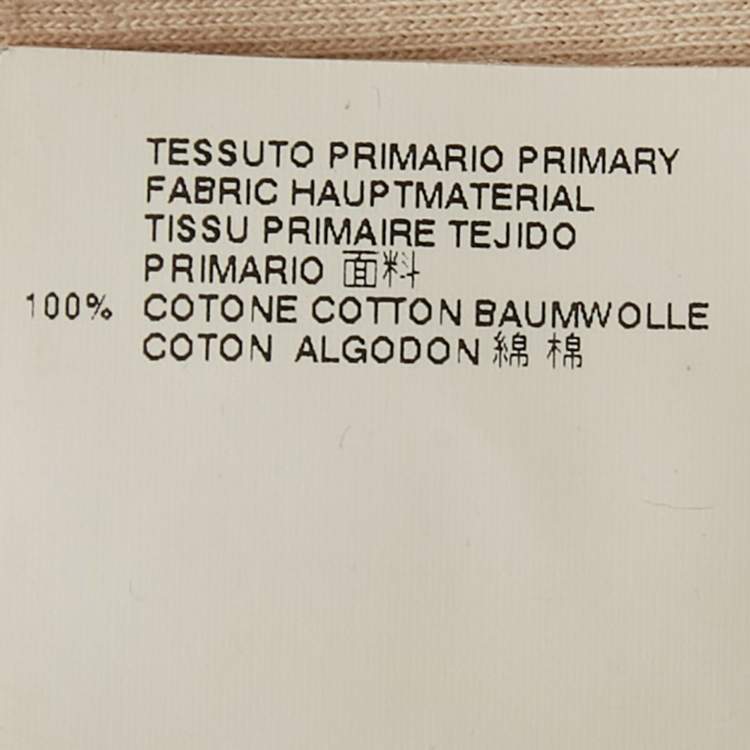 TESSUTO PRIMARIO PRIMARY
FABRIC HAUPTMATERIAL
TISSU PRIMAIRE TEJIDO
PRIMARIO 面料
100% COTONE COTTON BAUMWOLLE
COTON ALGODON 綿 棉